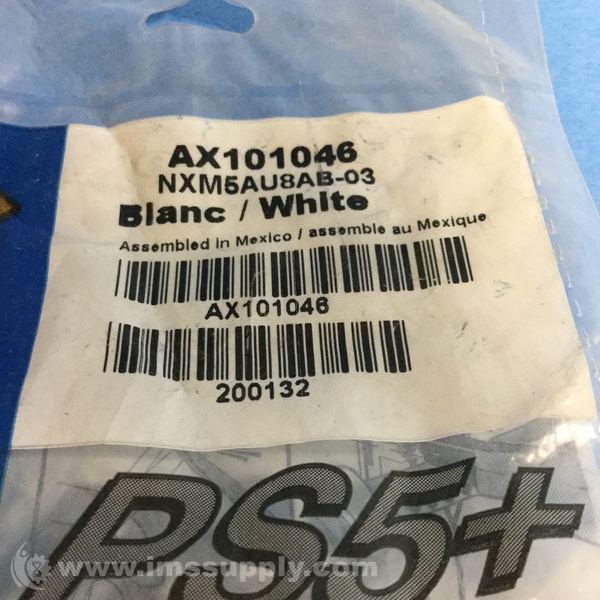 AX101046
NXM5AU8AB-03
Blanc / White
Assembled in Mexico / assemble au Mexique
AX101046
200132
PS5+
www.imssupply.com